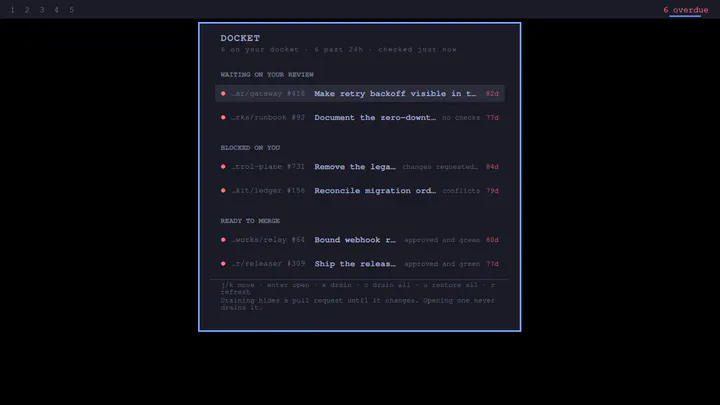 1 2 3 4 5
6 overdue
DOCKET
6 on your docket · 6 past 24h · checked just now
WAITING ON YOUR REVIEW
…ar/gateway #418 Make retry backoff visible in t… 82d
…rks/runbook #92 Document the zero-downt… no checks 77d
BLOCKED ON YOU
…trol-plane #731 Remove the lega… changes requested… 84d
…kit/ledger #156 Reconcile migration ord… conflicts 79d
READY TO MERGE
…works/relay #64 Bound webhook r… approved and green 80d
…r/releaser #309 Ship the releas… approved and green 77d
j/k move · enter open · x drain · c drain all · u restore all · r
refresh
Draining hides a pull request until it changes. Opening one never
drains it.